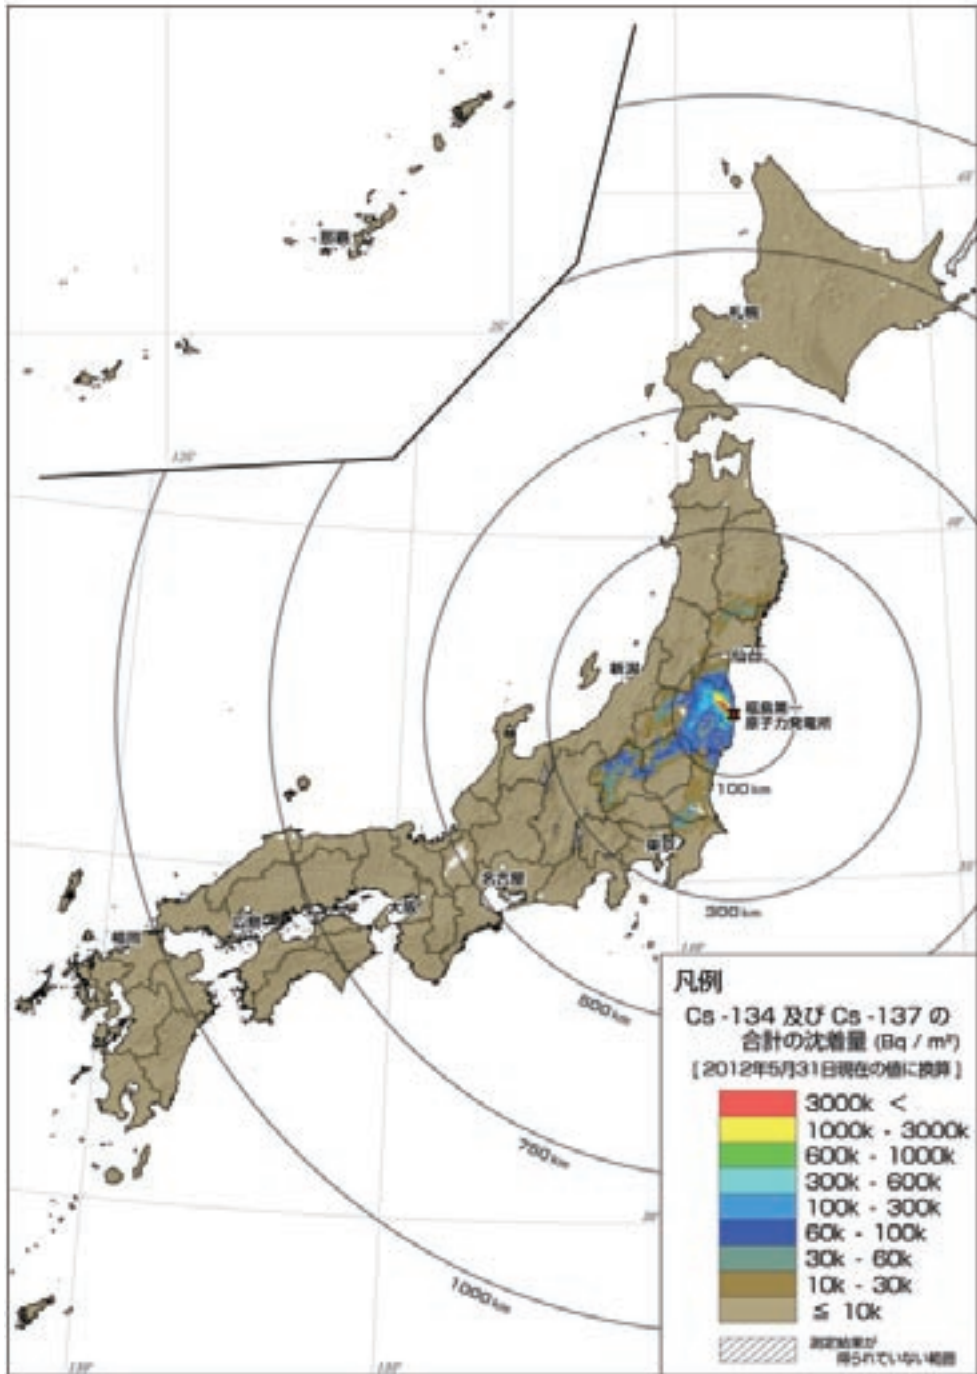 那覇
札幌
仙台
新潟
福島第一
原子力発電所
100km
東京
名古屋
300km
大阪
広島
福岡
500km
750km
1000km
凡例
Cs -134 及び Cs -137 の
合計の沈着量 (Bq / m²)
[ 2012年5月31日現在の値に換算 ]
3000k <
1000k - 3000k
600k - 1000k
300k - 600k
100k - 300k
60k - 100k
30k - 60k
10k - 30k
≦ 10k
測定結果が
得られていない範囲